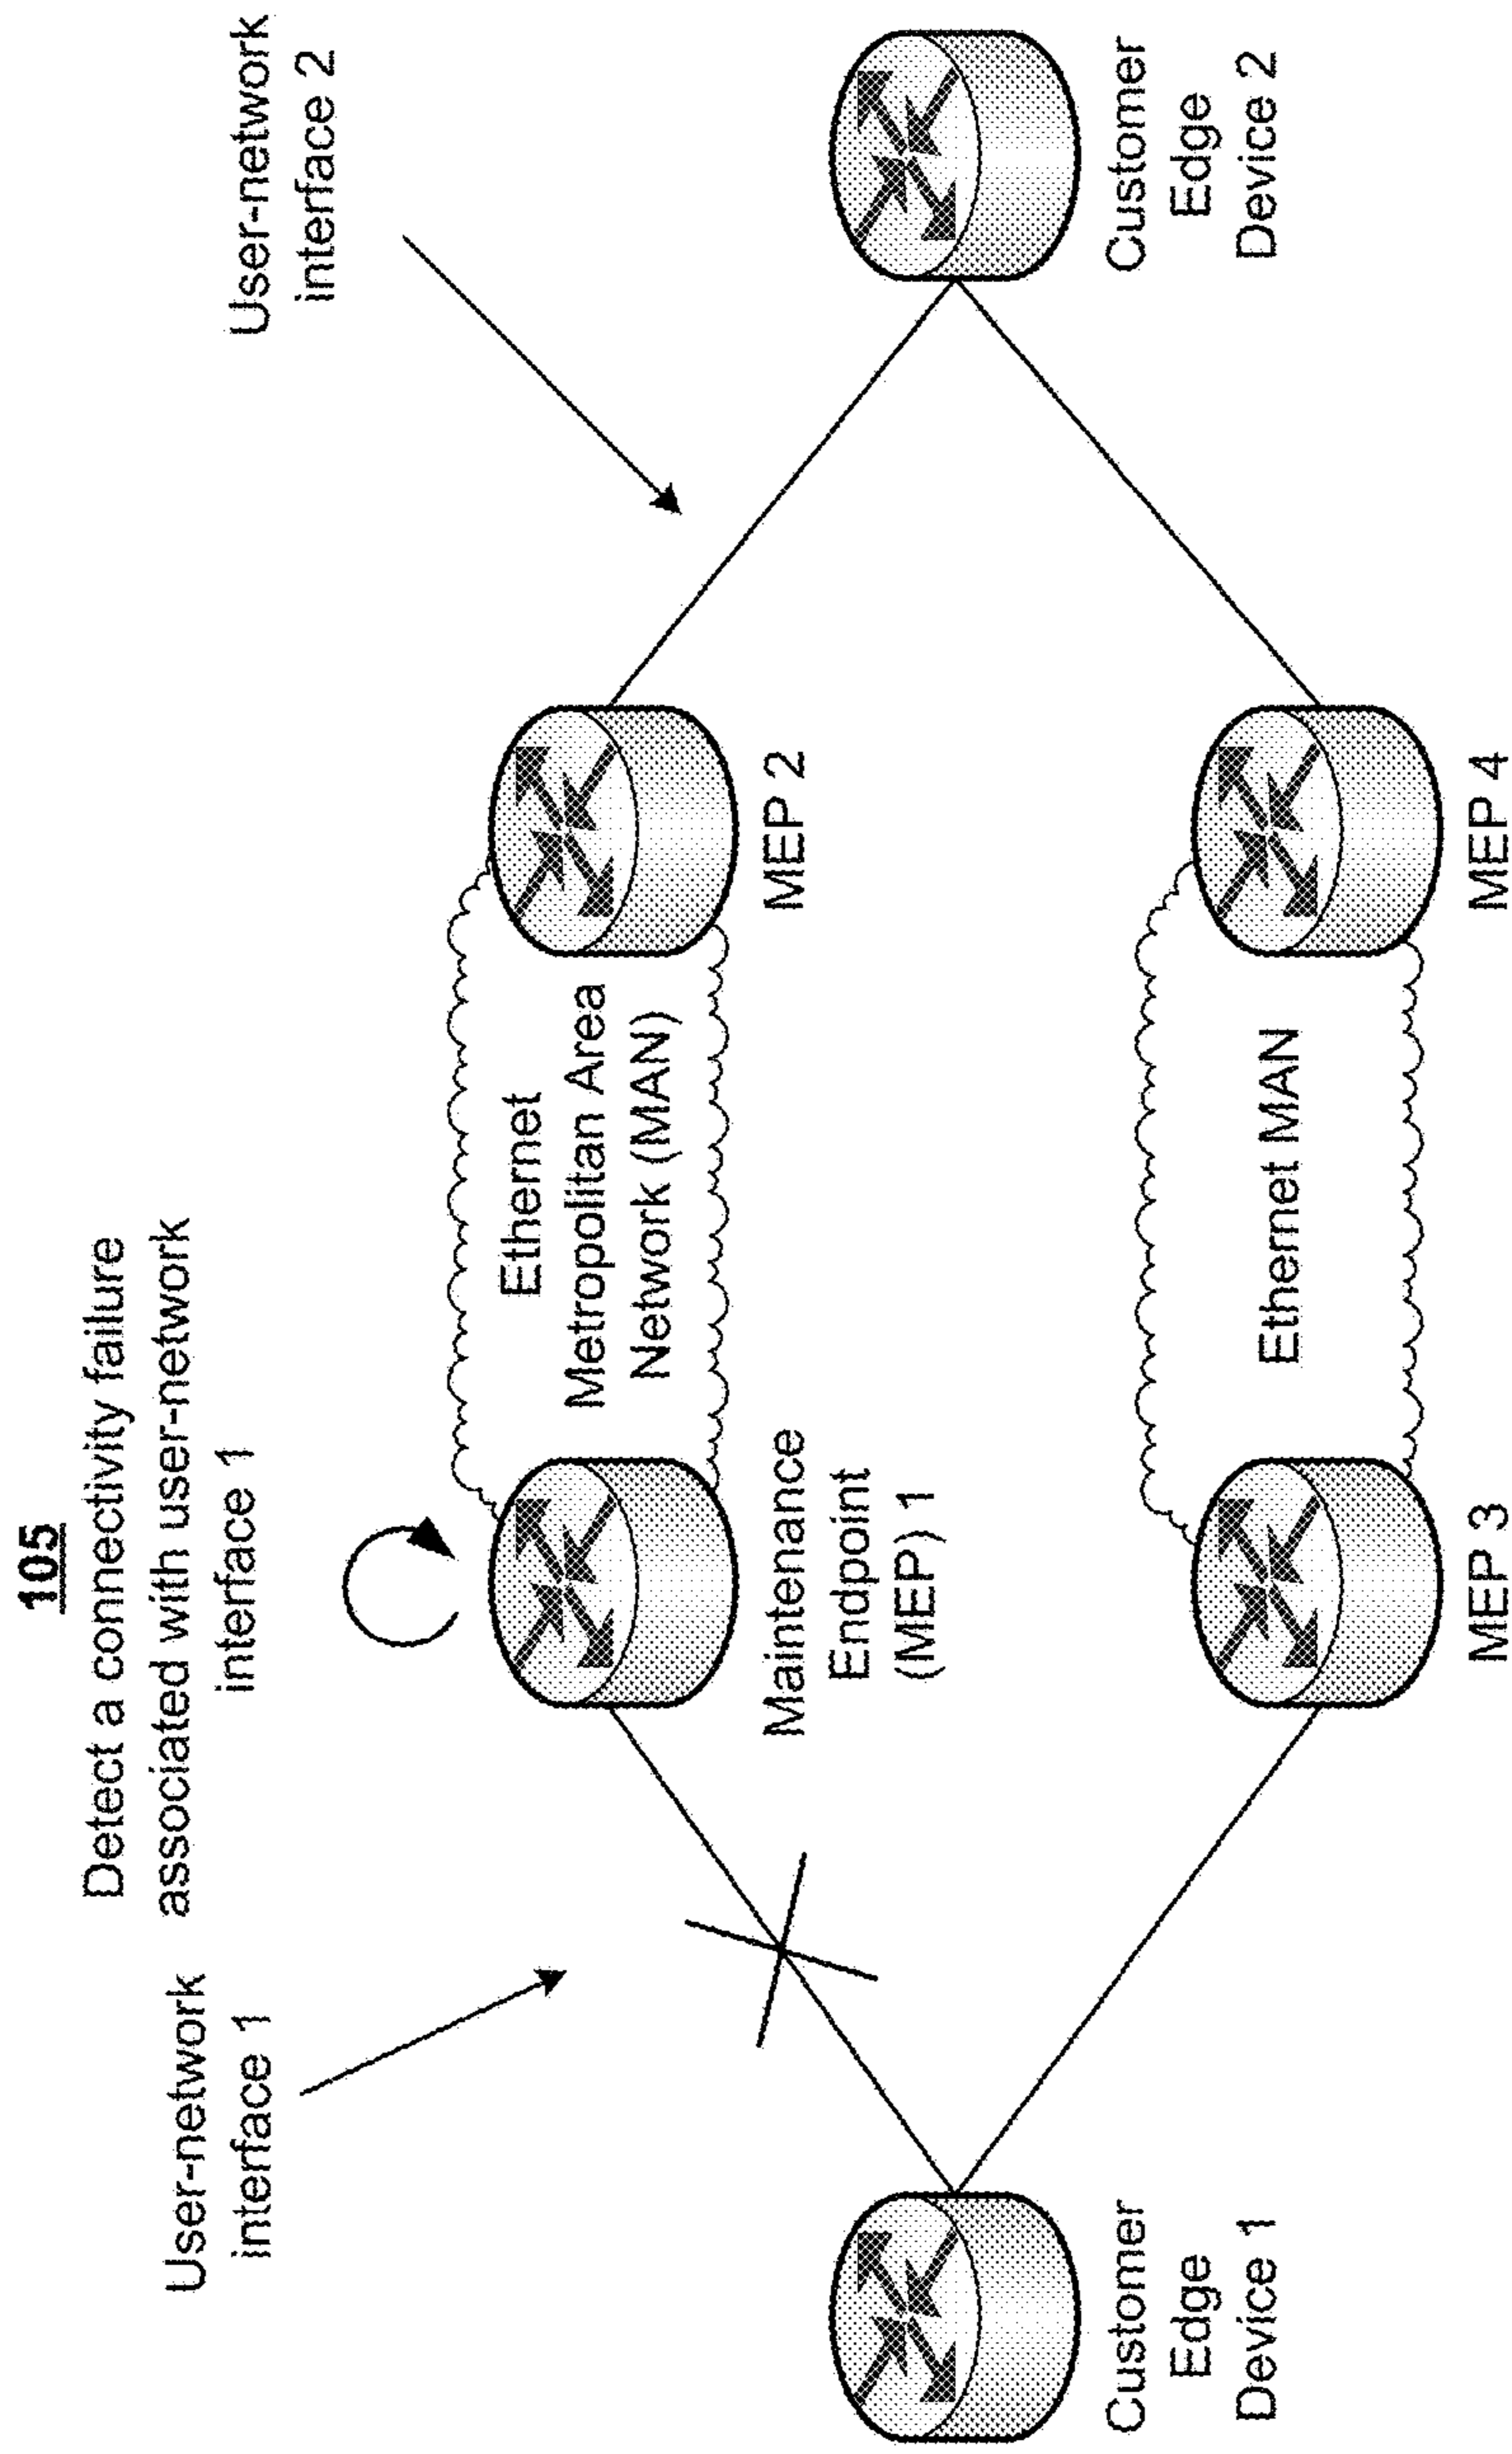 105
Detect a connectivity failure
associated with user-network
interface 1
User-network
interface 1
User-network
interface 2
Ethernet
Metropolitan Area
Network (MAN)
Maintenance
Endpoint
(MEP) 1
MEP 2
Customer
Edge
Device 1
Customer
Edge
Device 2
Ethernet MAN
MEP 3
MEP 4